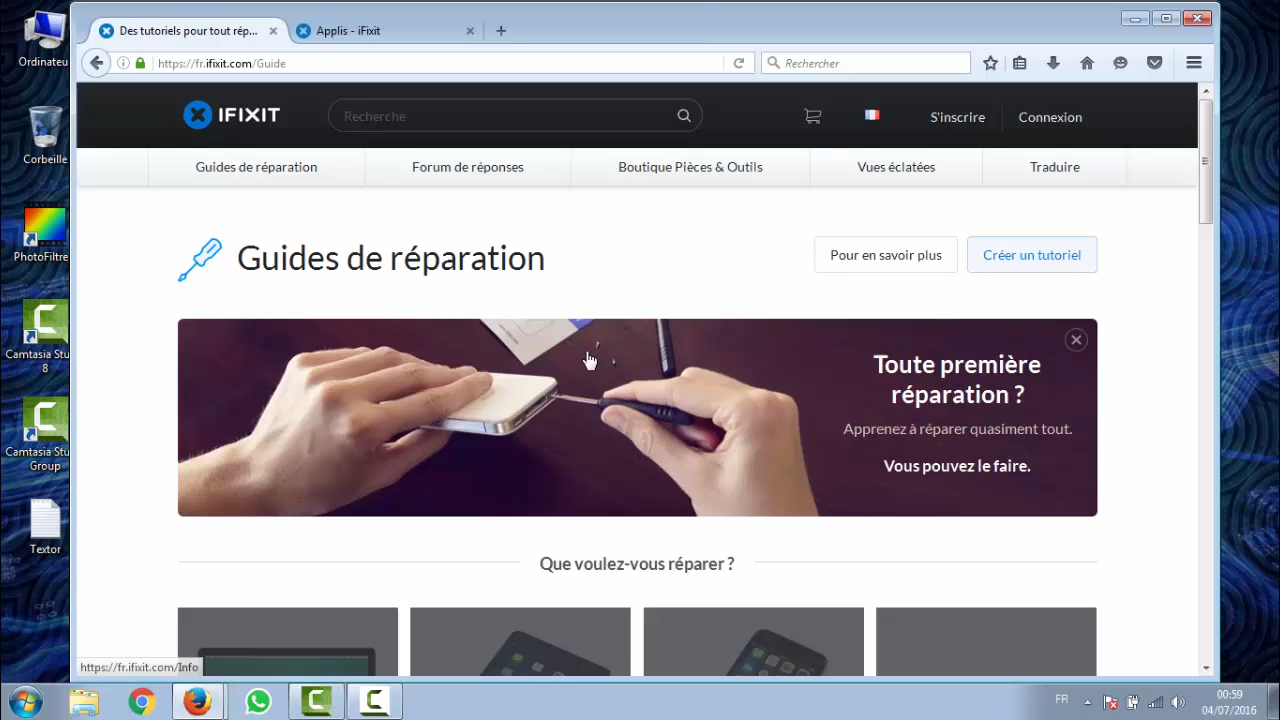 Ordinateu
Corbeille
PhotoFiltre
Camtasia Stu
8
Camtasia Stu
Group
Textor
Des tutoriels pour tout rép...
Applis - iFixit
https://fr.ifixit.com/Guide
Rechercher
IFIXIT
Recherche
S'inscrire
Connexion
Guides de réparation
Forum de réponses
Boutique Pièces & Outils
Vues éclatées
Traduire
Guides de réparation
Pour en savoir plus
Créer un tutoriel
Toute première
réparation ?
Apprenez à réparer quasiment tout.
Vous pouvez le faire.
Que voulez-vous réparer ?
https://fr.ifixit.com/Info
FR
00:59
04/07/2016